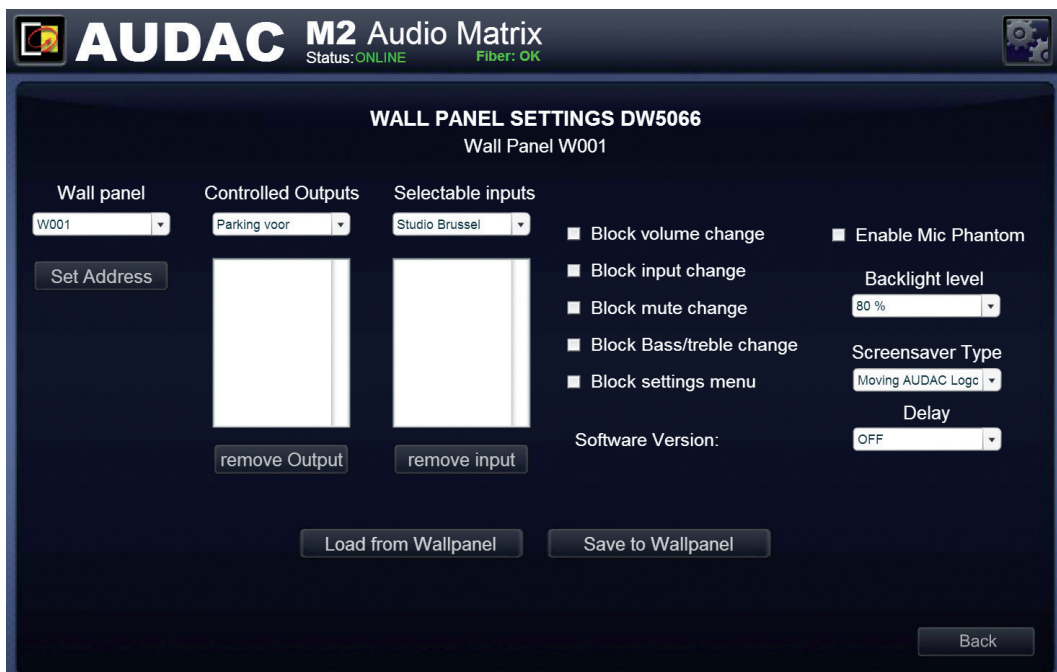 AUDAC M2 Audio Matrix
Status:ONLINE Fiber: OK
WALL PANEL SETTINGS DW5066
Wall Panel W001
Wall panel
W001
Set Address
Controlled Outputs
Parking voor
remove Output
Selectable inputs
Studio Brussel
remove input
Block volume change
Block input change
Block mute change
Block Bass/treble change
Block settings menu
Software Version:
Enable Mic Phantom
Backlight level
80 %
Screensaver Type
Moving AUDAC Logo
Delay
OFF
Load from Wallpanel
Save to Wallpanel
Back